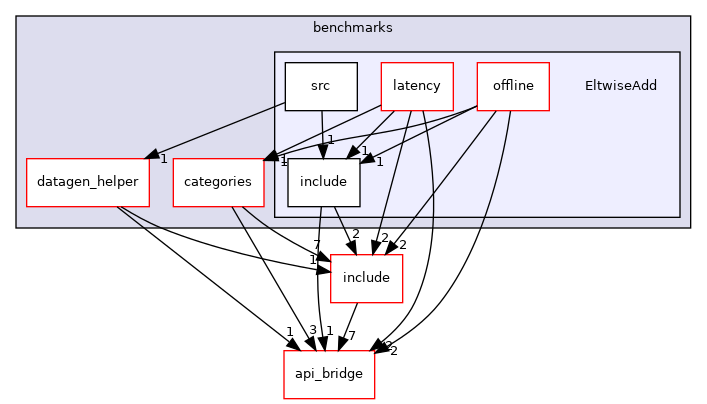 benchmarks
src
latency
offline
EltwiseAdd
1
1
1
1
1
datagen_helper
categories
include
2
2
2
7
1
include
1
3
1
7
2
2
api_bridge